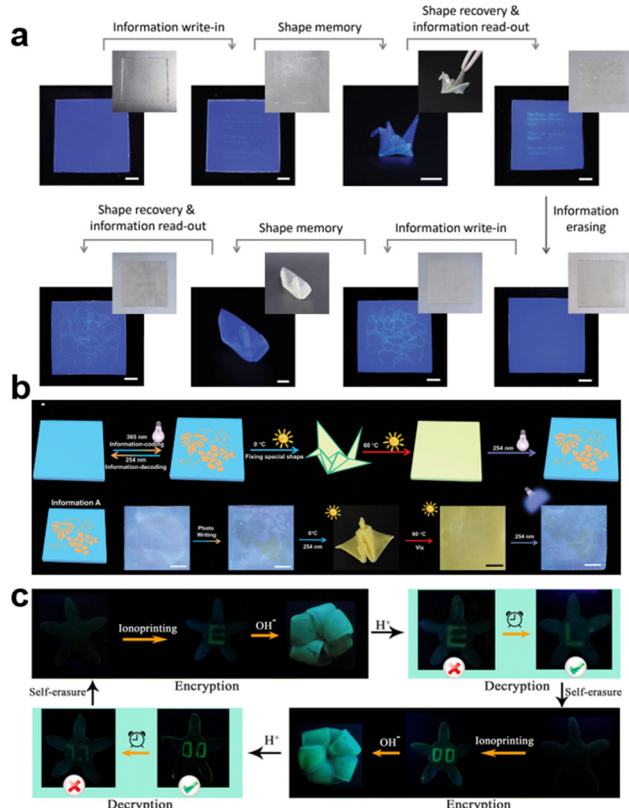 a
Information write-in
Shape memory
Shape recovery &
information read-out
Shape recovery &
information read-out
Shape memory
Information write-in
Information
erasing
b
365 nm
Information-coding
254 nm
Information-decoding
0 °C
Fixing special shape
60 °C
254 nm
Information A
Photo
Writing
0°C
254 nm
60 °C
Vis
254 nm
c
Ionoprinting
E
OH⁻
H⁺
E
L
Encryption
Decryption
Self-erasure
Self-erasure
77
00
H⁺
OH⁻
00
Ionoprinting
Decryption
Encryption